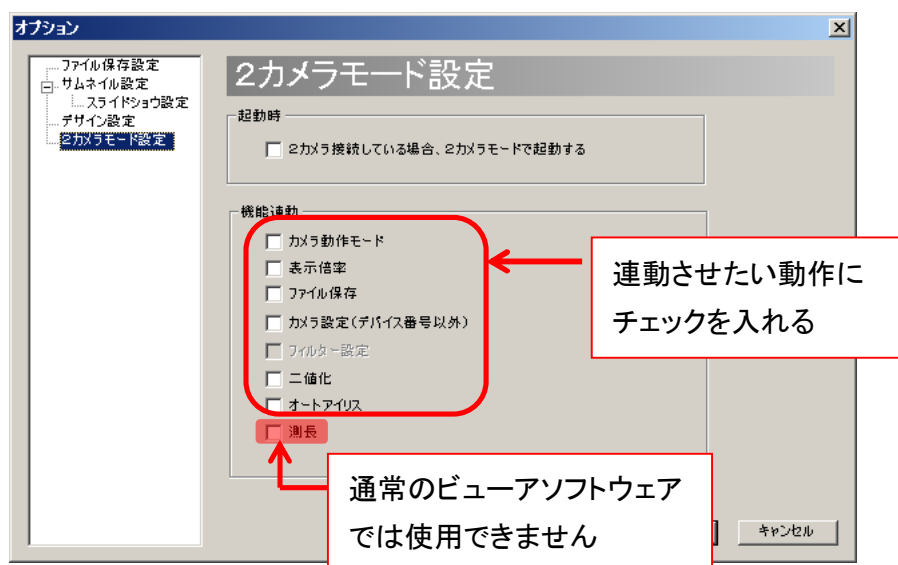 オプション
ファイル保存設定
サムネイル設定
スライドショウ設定
デザイン設定
2カメラモード設定
2カメラモード設定
起動時
2カメラ接続している場合、2カメラモードで起動する
機能連動
カメラ動作モード
表示倍率
ファイル保存
カメラ設定(デバイス番号以外)
フィルター設定
二値化
オートアイリス
測長
連動させたい動作に
チェックを入れる
通常のビューアソフトウェア
では使用できません
キャンセル